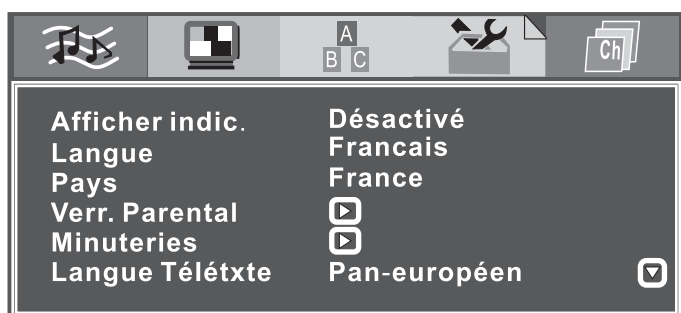 A
B C
Ch
Afficher indic. Désactivé
Langue Francais
Pays France
Verr. Parental
Minuteries
Langue Télétxte Pan-européen